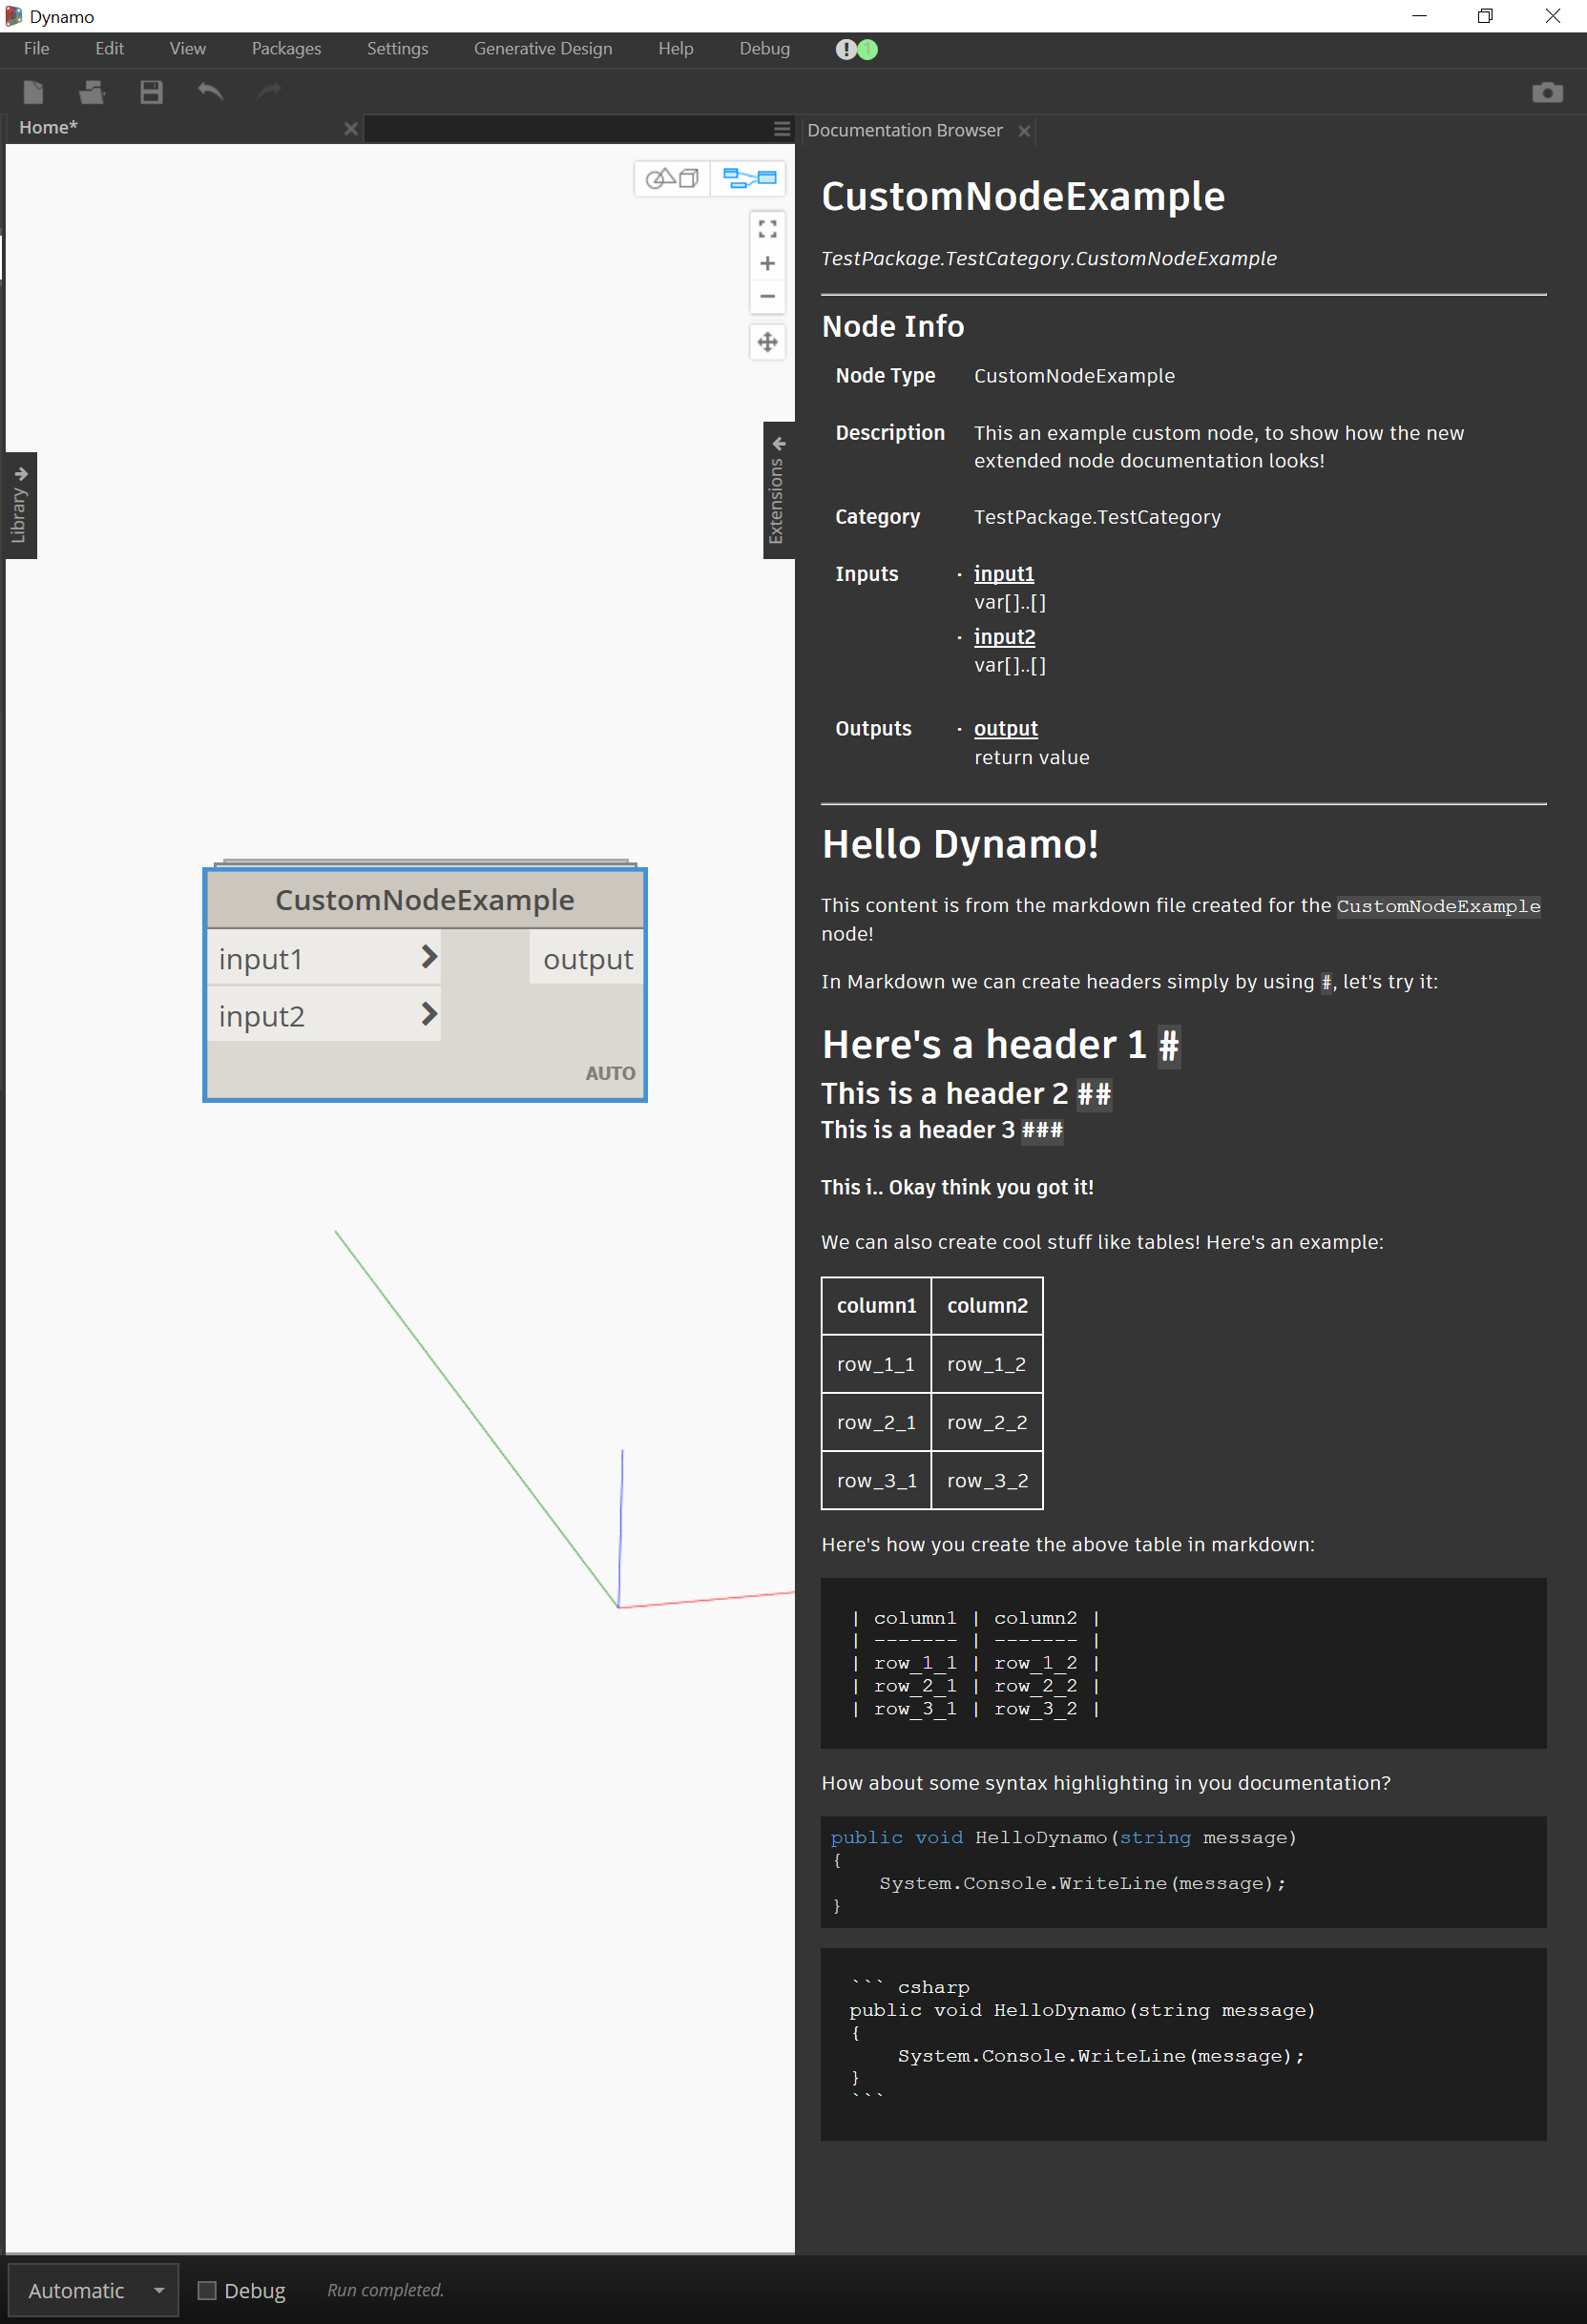 Dynamo
File Edit View Packages Settings Generative Design Help Debug
Home*
Library
Extensions
CustomNodeExample
input1 output
input2
AUTO
Documentation Browser
CustomNodeExample
TestPackage.TestCategory.CustomNodeExample
Node Info
Node Type CustomNodeExample
Description This an example custom node, to show how the new
extended node documentation looks!
Category TestPackage.TestCategory
Inputs · input1
var[]..[]
· input2
var[]..[]
Outputs · output
return value
Hello Dynamo!
This content is from the markdown file created for the CustomNodeExample
node!
In Markdown we can create headers simply by using #, let's try it:
Here's a header 1 #
This is a header 2 ##
This is a header 3 ###
This i.. Okay think you got it!
We can also create cool stuff like tables! Here's an example:
column1 column2
row_1_1 row_1_2
row_2_1 row_2_2
row_3_1 row_3_2
Here's how you create the above table in markdown:
| column1 | column2 |
| ------- | ------- |
| row_1_1 | row_1_2 |
| row_2_1 | row_2_2 |
| row_3_1 | row_3_2 |
How about some syntax highlighting in you documentation?
public void HelloDynamo(string message)
{
System.Console.WriteLine(message);
}
``` csharp
public void HelloDynamo(string message)
{
System.Console.WriteLine(message);
}
```
Automatic Debug Run completed.